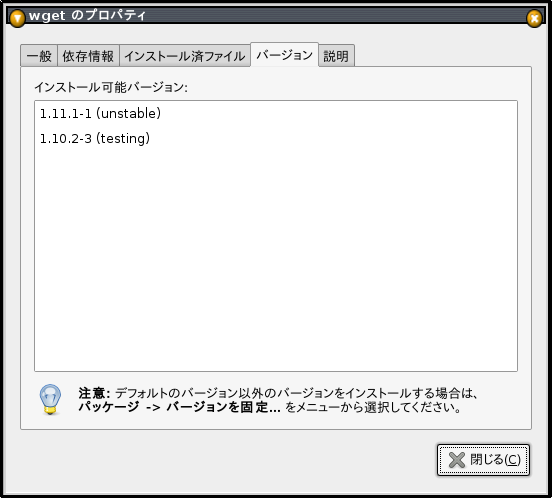 wget のプロパティ
一般 依存情報 インストール済ファイル バージョン 説明
インストール可能バージョン:
1.11.1-1 (unstable)
1.10.2-3 (testing)
注意: デフォルトのバージョン以外のバージョンをインストールする場合は、
パッケージ -> バージョンを固定... をメニューから選択してください。
閉じる(C)